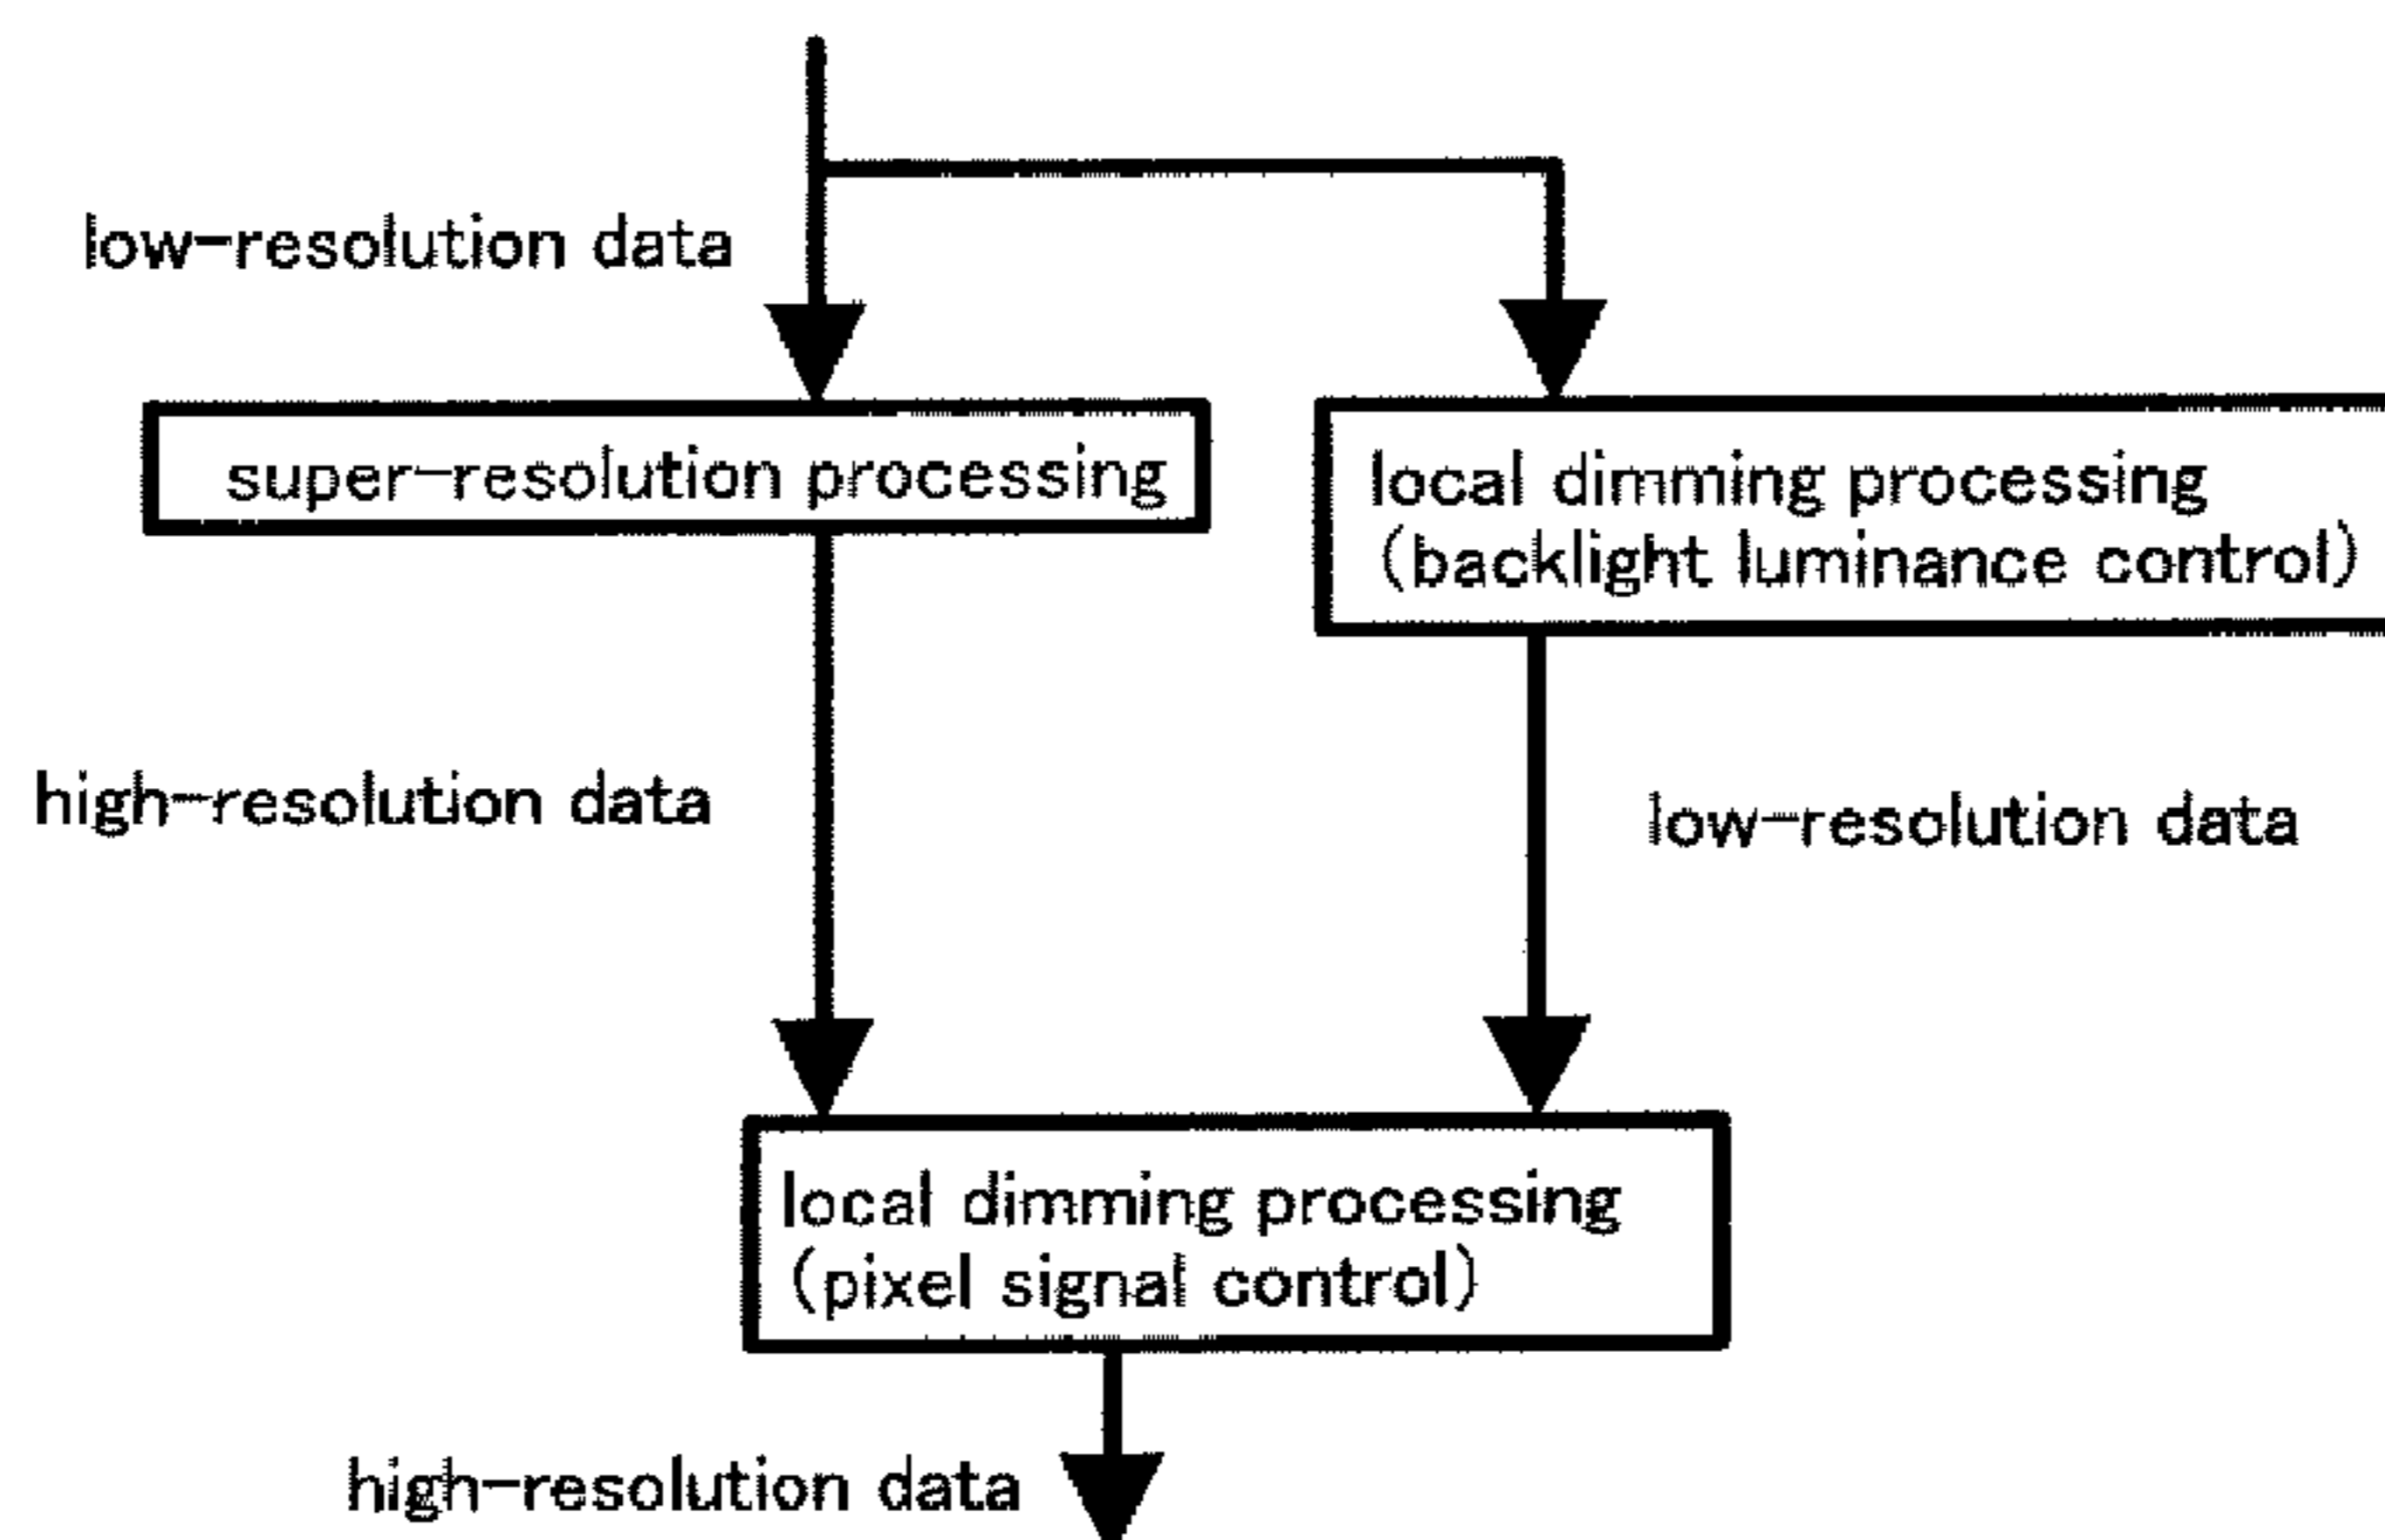 low-resolution data
super-resolution processing
local dimming processing
(backlight luminance control)
high-resolution data
low-resolution data
local dimming processing
(pixel signal control)
high-resolution data